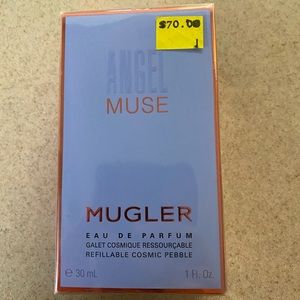 $70.00
1
ANGEL
MUSE
MUGLER
EAU DE PARFUM
GALET COSMIQUE RESSOURÇABLE
REFILLABLE COSMIC PEBBLE
℮ 30 mL 1 Fl. Oz.